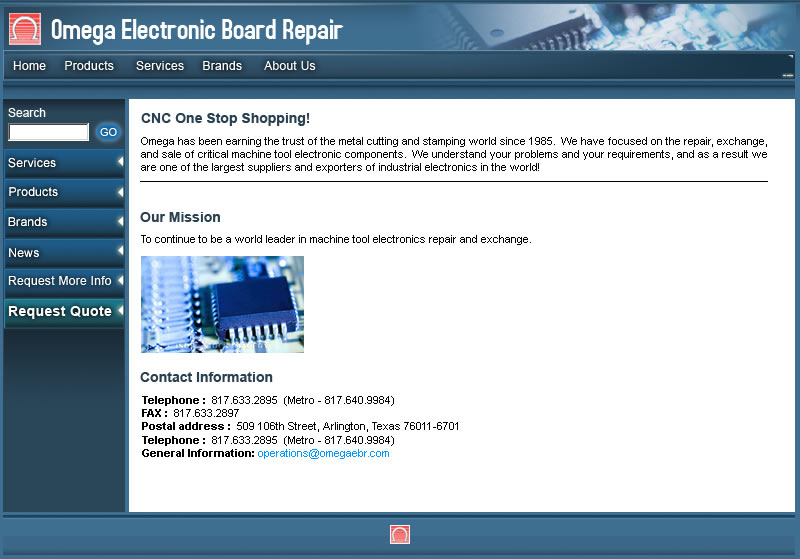 Omega Electronic Board Repair
Home Products Services Brands About Us
Search
GO
Services
Products
Brands
News
Request More Info
Request Quote
CNC One Stop Shopping!
Omega has been earning the trust of the metal cutting and stamping world since 1985. We have focused on the repair, exchange,
and sale of critical machine tool electronic components. We understand your problems and your requirements, and as a result we
are one of the largest suppliers and exporters of industrial electronics in the world!
Our Mission
To continue to be a world leader in machine tool electronics repair and exchange.
Contact Information
Telephone : 817.633.2895 (Metro - 817.640.9984)
FAX : 817.633.2897
Postal address : 509 106th Street, Arlington, Texas 76011-6701
Telephone : 817.633.2895 (Metro - 817.640.9984)
General Information: operations@omegaebr.com